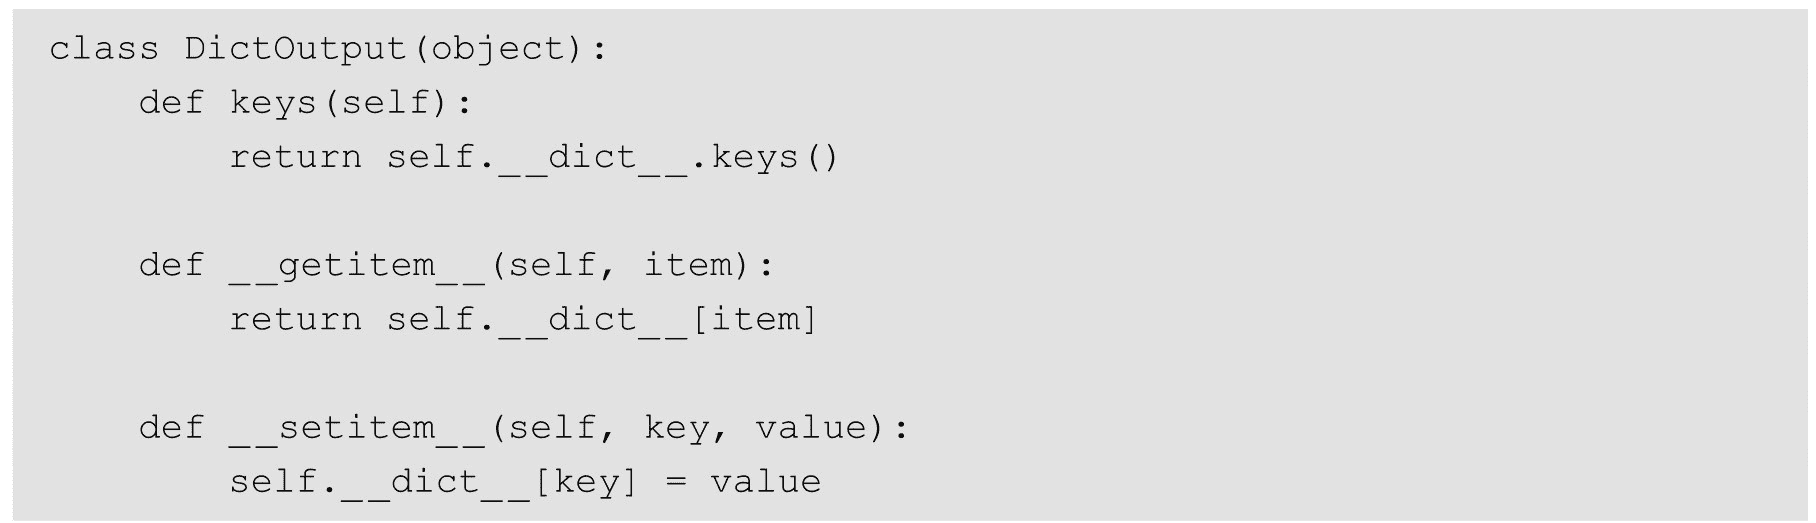 class DictOutput(object):
    def keys(self):
        return self.__dict__.keys()

    def __getitem__(self, item):
        return self.__dict__[item]

    def __setitem__(self, key, value):
        self.__dict__[key] = value